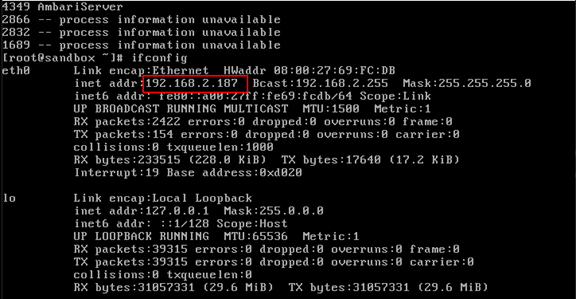 4349 AmbariServer
2866 -- process information unavailable
2832 -- process information unavailable
1689 -- process information unavailable
[root@sandbox ~]# ifconfig
eth0 Link encap:Ethernet HWaddr 08:00:27:69:FC:DB
inet addr:192.168.2.187 Bcast:192.168.2.255 Mask:255.255.255.0
inet6 addr: fe80::a00:27ff:fe69:fcdb/64 Scope:Link
UP BROADCAST RUNNING MULTICAST MTU:1500 Metric:1
RX packets:2422 errors:0 dropped:0 overruns:0 frame:0
TX packets:154 errors:0 dropped:0 overruns:0 carrier:0
collisions:0 txqueuelen:1000
RX bytes:233515 (228.0 KiB) TX bytes:17640 (17.2 KiB)
Interrupt:19 Base address:0xd020
lo Link encap:Local Loopback
inet addr:127.0.0.1 Mask:255.0.0.0
inet6 addr: ::1/128 Scope:Host
UP LOOPBACK RUNNING MTU:65536 Metric:1
RX packets:39315 errors:0 dropped:0 overruns:0 frame:0
TX packets:39315 errors:0 dropped:0 overruns:0 carrier:0
collisions:0 txqueuelen:0
RX bytes:31057331 (29.6 MiB) TX bytes:31057331 (29.6 MiB)